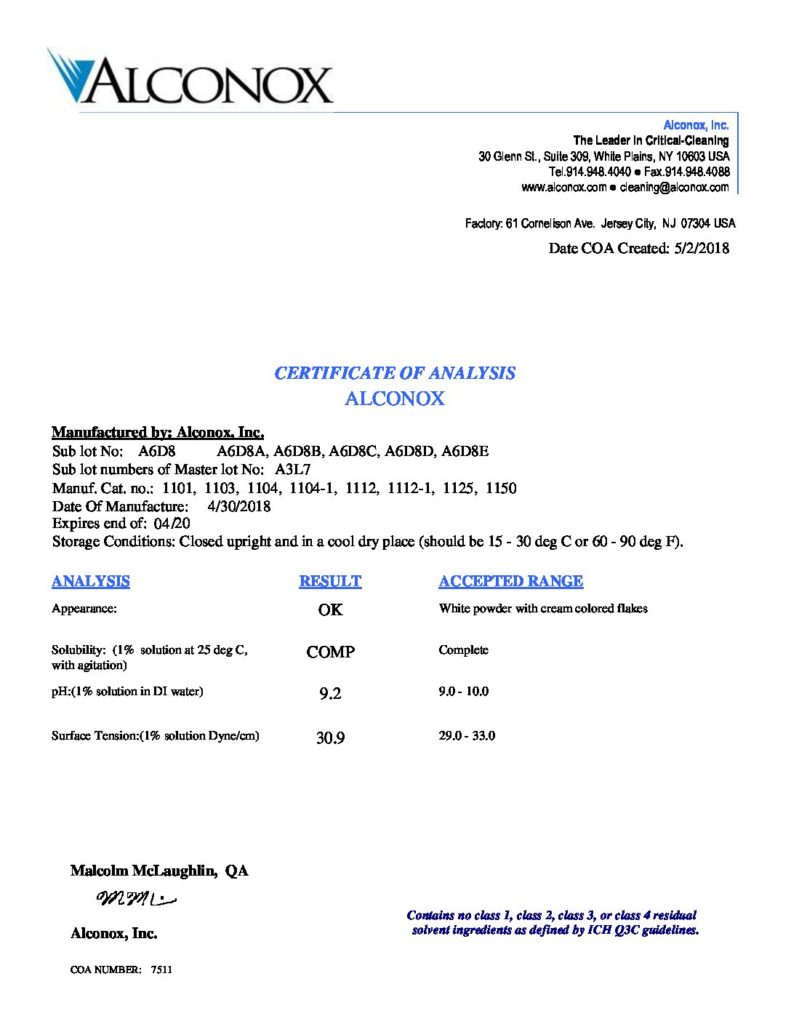 ALCONOX
Alconox, Inc.
The Leader in Critical-Cleaning
30 Glenn St., Suite 309, White Plains, NY 10603 USA
Tel.914.948.4040 ● Fax.914.948.4088
www.alconox.com ● cleaning@alconox.com
Factory: 61 Cornelison Ave. Jersey City, NJ 07304 USA
Date COA Created: 5/2/2018
CERTIFICATE OF ANALYSIS
ALCONOX
Manufactured by: Alconox, Inc.
Sub lot No: A6D8 A6D8A, A6D8B, A6D8C, A6D8D, A6D8E
Sub lot numbers of Master lot No: A3L7
Manuf. Cat. no.: 1101, 1103, 1104, 1104-1, 1112, 1112-1, 1125, 1150
Date Of Manufacture: 4/30/2018
Expires end of: 04/20
Storage Conditions: Closed upright and in a cool dry place (should be 15 - 30 deg C or 60 - 90 deg F).
ANALYSIS RESULT ACCEPTED RANGE
Appearance: OK White powder with cream colored flakes
Solubility: (1% solution at 25 deg C, COMP Complete
with agitation)
pH:(1% solution in DI water) 9.2 9.0 - 10.0
Surface Tension:(1% solution Dyne/cm) 30.9 29.0 - 33.0
Malcolm McLaughlin, QA
Alconox, Inc.
Contains no class 1, class 2, class 3, or class 4 residual
solvent ingredients as defined by ICH Q3C guidelines.
COA NUMBER: 7511